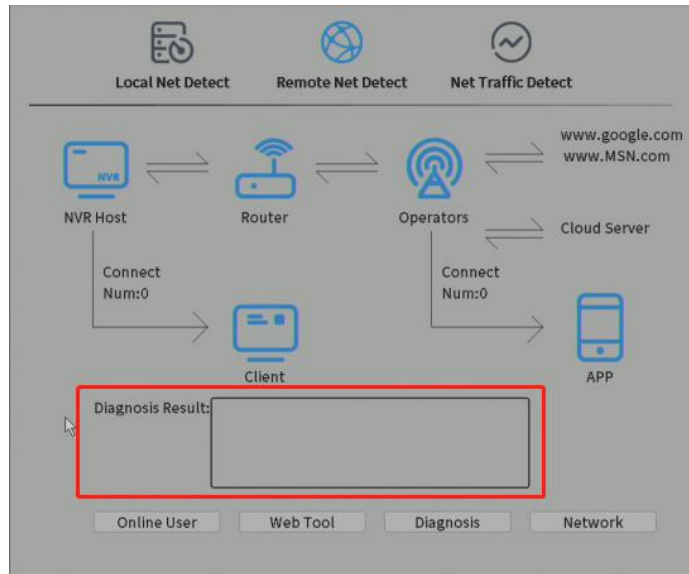 Local Net Detect
Remote Net Detect
Net Traffic Detect
www.google.com
www.MSN.com
NVR
NVR Host
Router
Operators
Cloud Server
Connect
Num:0
Connect
Num:0
Client
APP
Diagnosis Result:
Online User
Web Tool
Diagnosis
Network